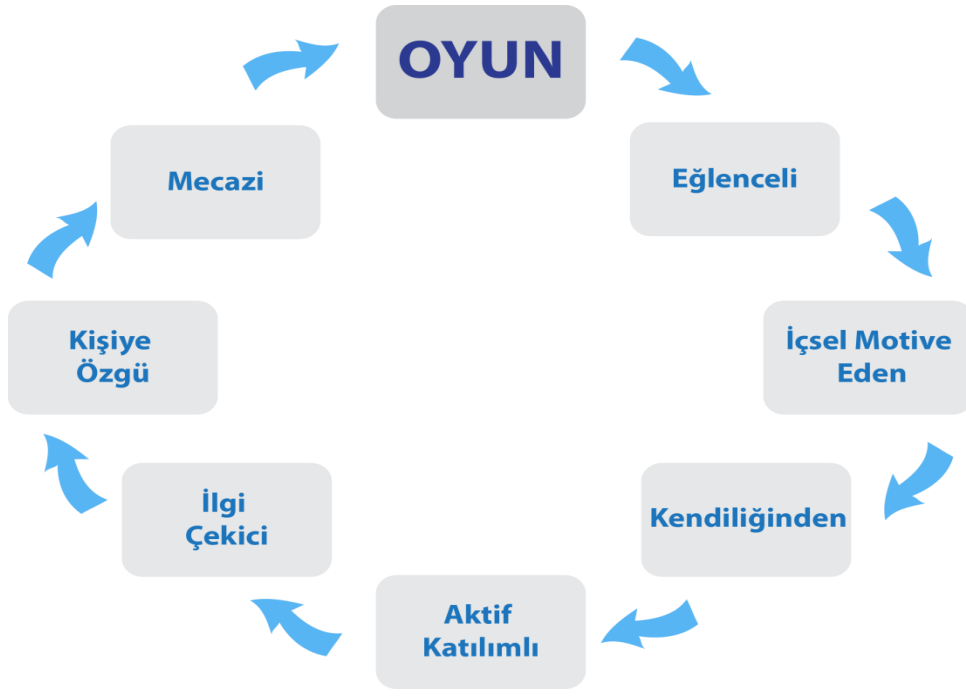 OYUN
Eğlenceli
İçsel Motive
Eden
Kendiliğinden
Aktif
Katılımlı
İlgi
Çekici
Kişiye
Özgü
Mecazi